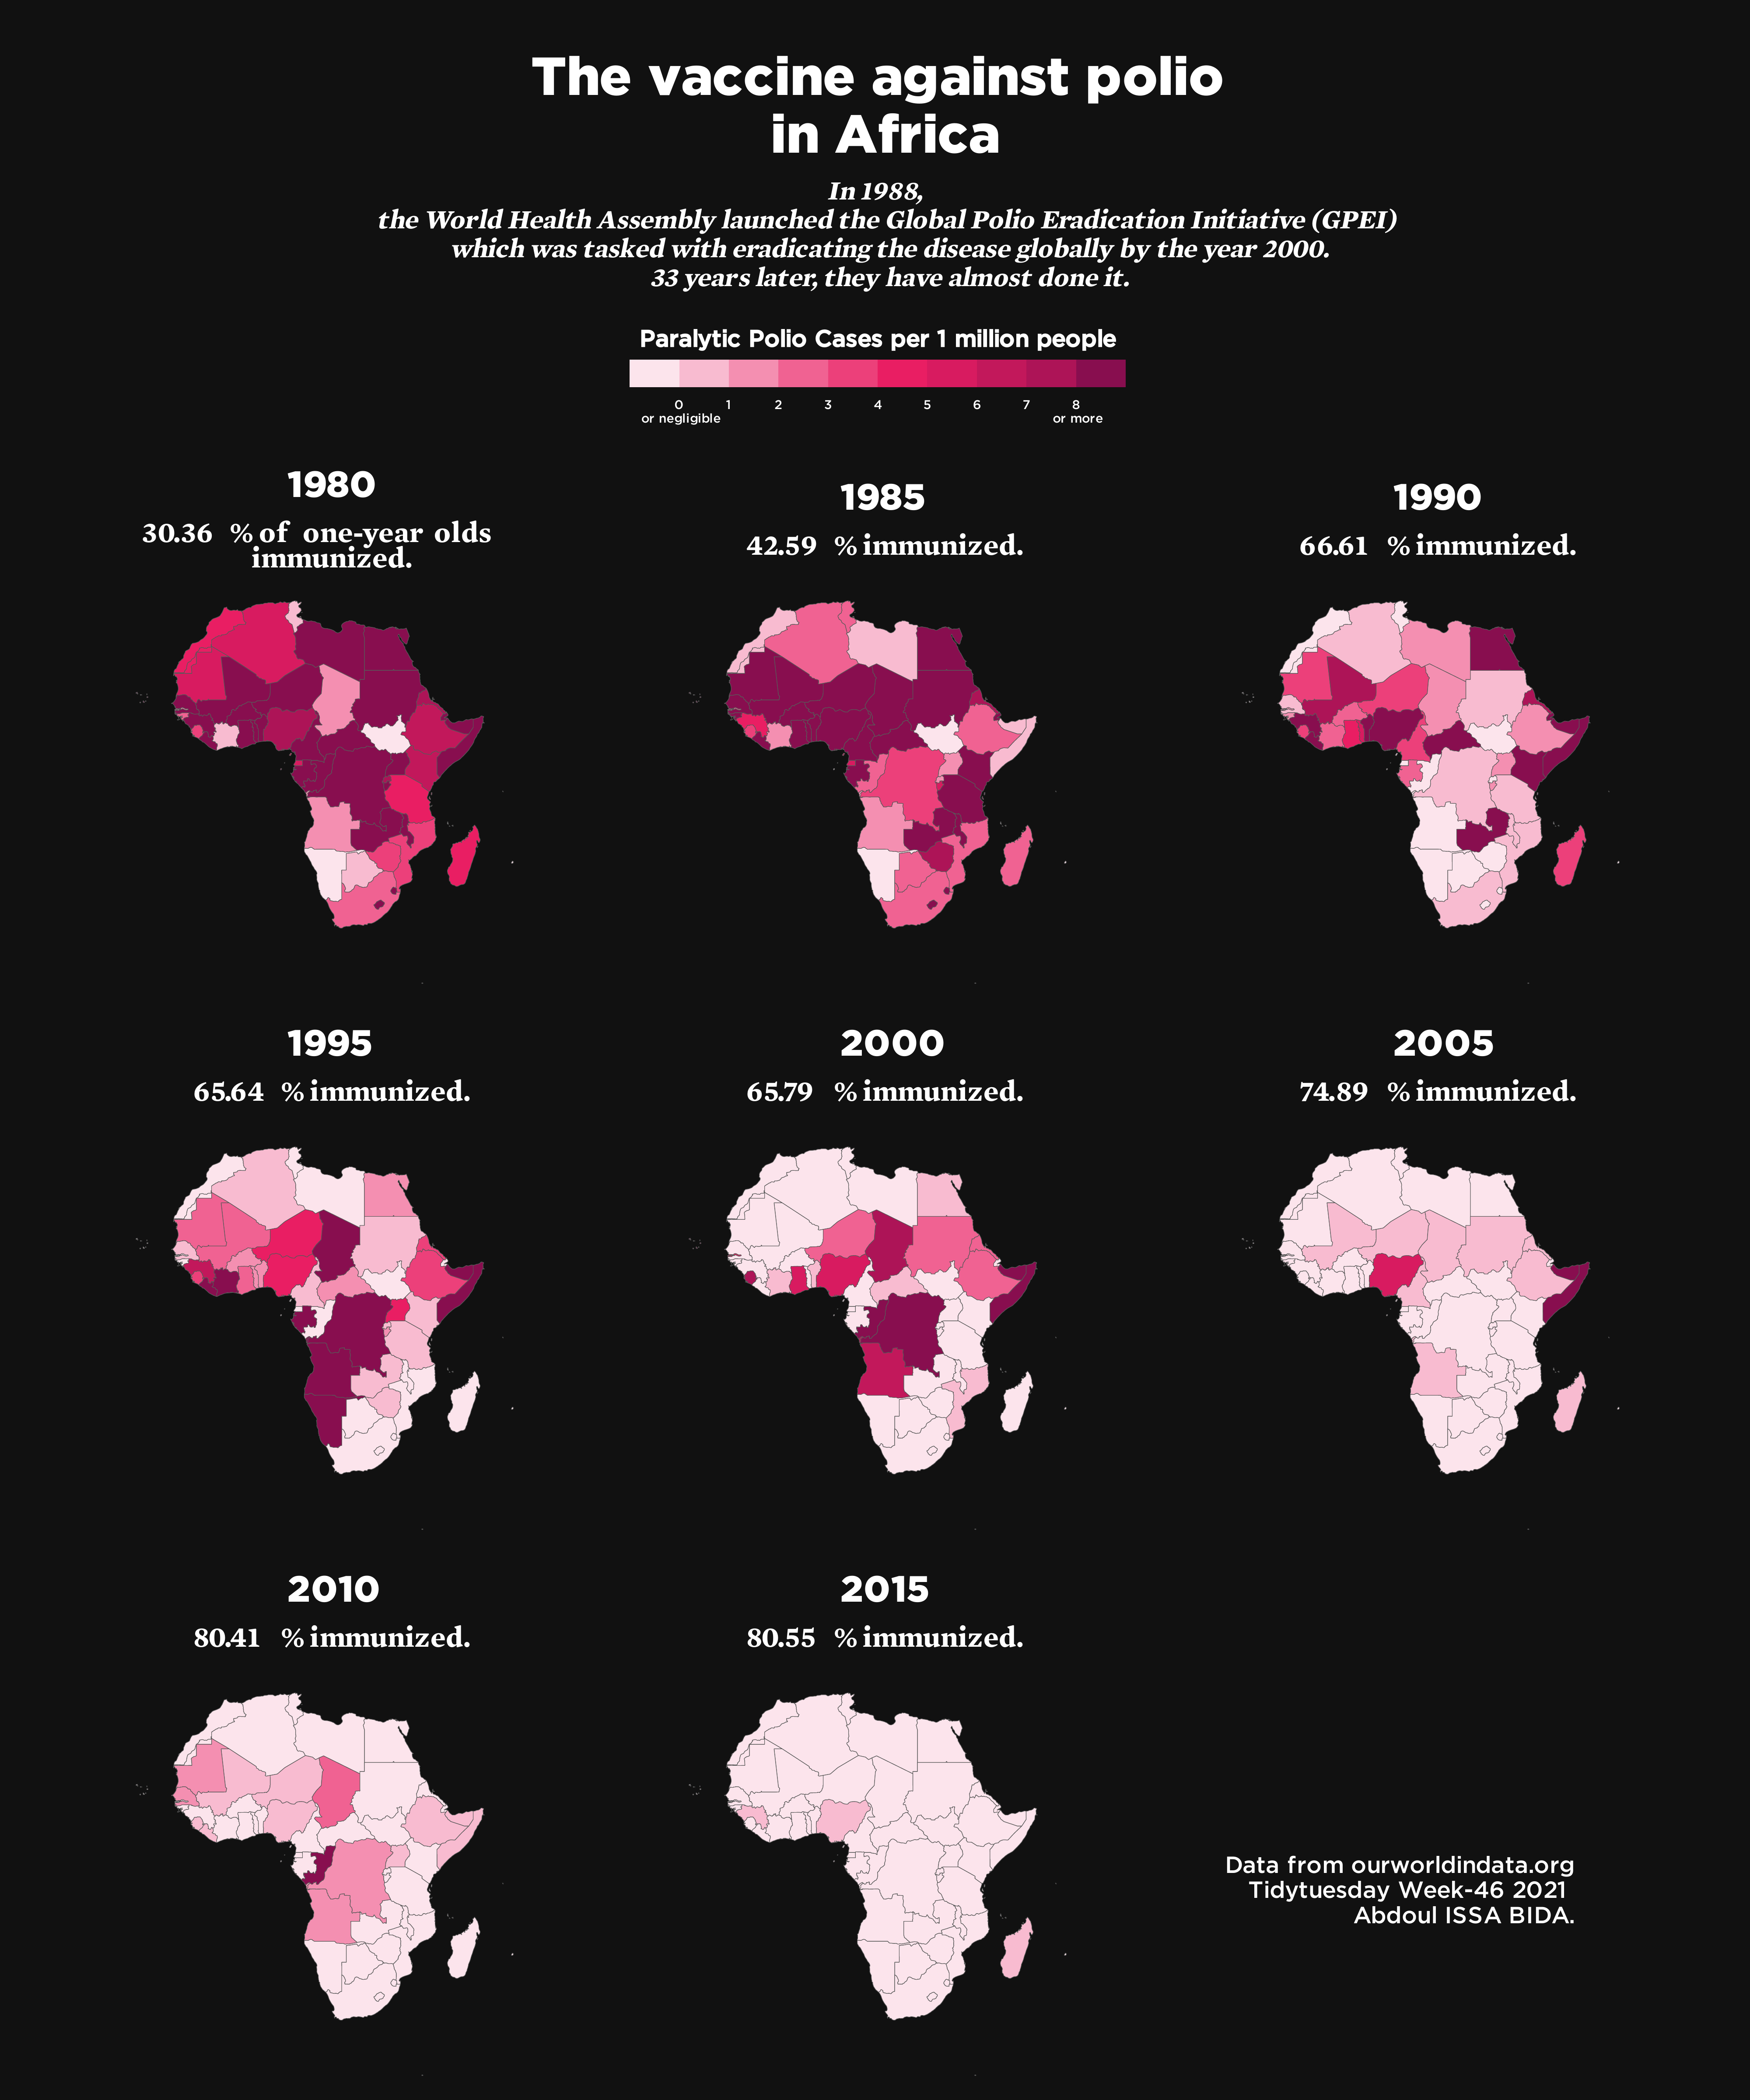 The vaccine against polio
in Africa
In 1988,
the World Health Assembly launched the Global Polio Eradication Initiative (GPEI)
which was tasked with eradicating the disease globally by the year 2000.
33 years later, they have almost done it.
Paralytic Polio Cases per 1 million people
0 1 2 3 4 5 6 7 8
or negligible or more
1980
30.36 % of one-year olds
immunized.
1985
42.59 % immunized.
1990
66.61 % immunized.
1995
65.64 % immunized.
2000
65.79 % immunized.
2005
74.89 % immunized.
2010
80.41 % immunized.
2015
80.55 % immunized.
Data from ourworldindata.org
Tidytuesday Week-46 2021
Abdoul ISSA BIDA.